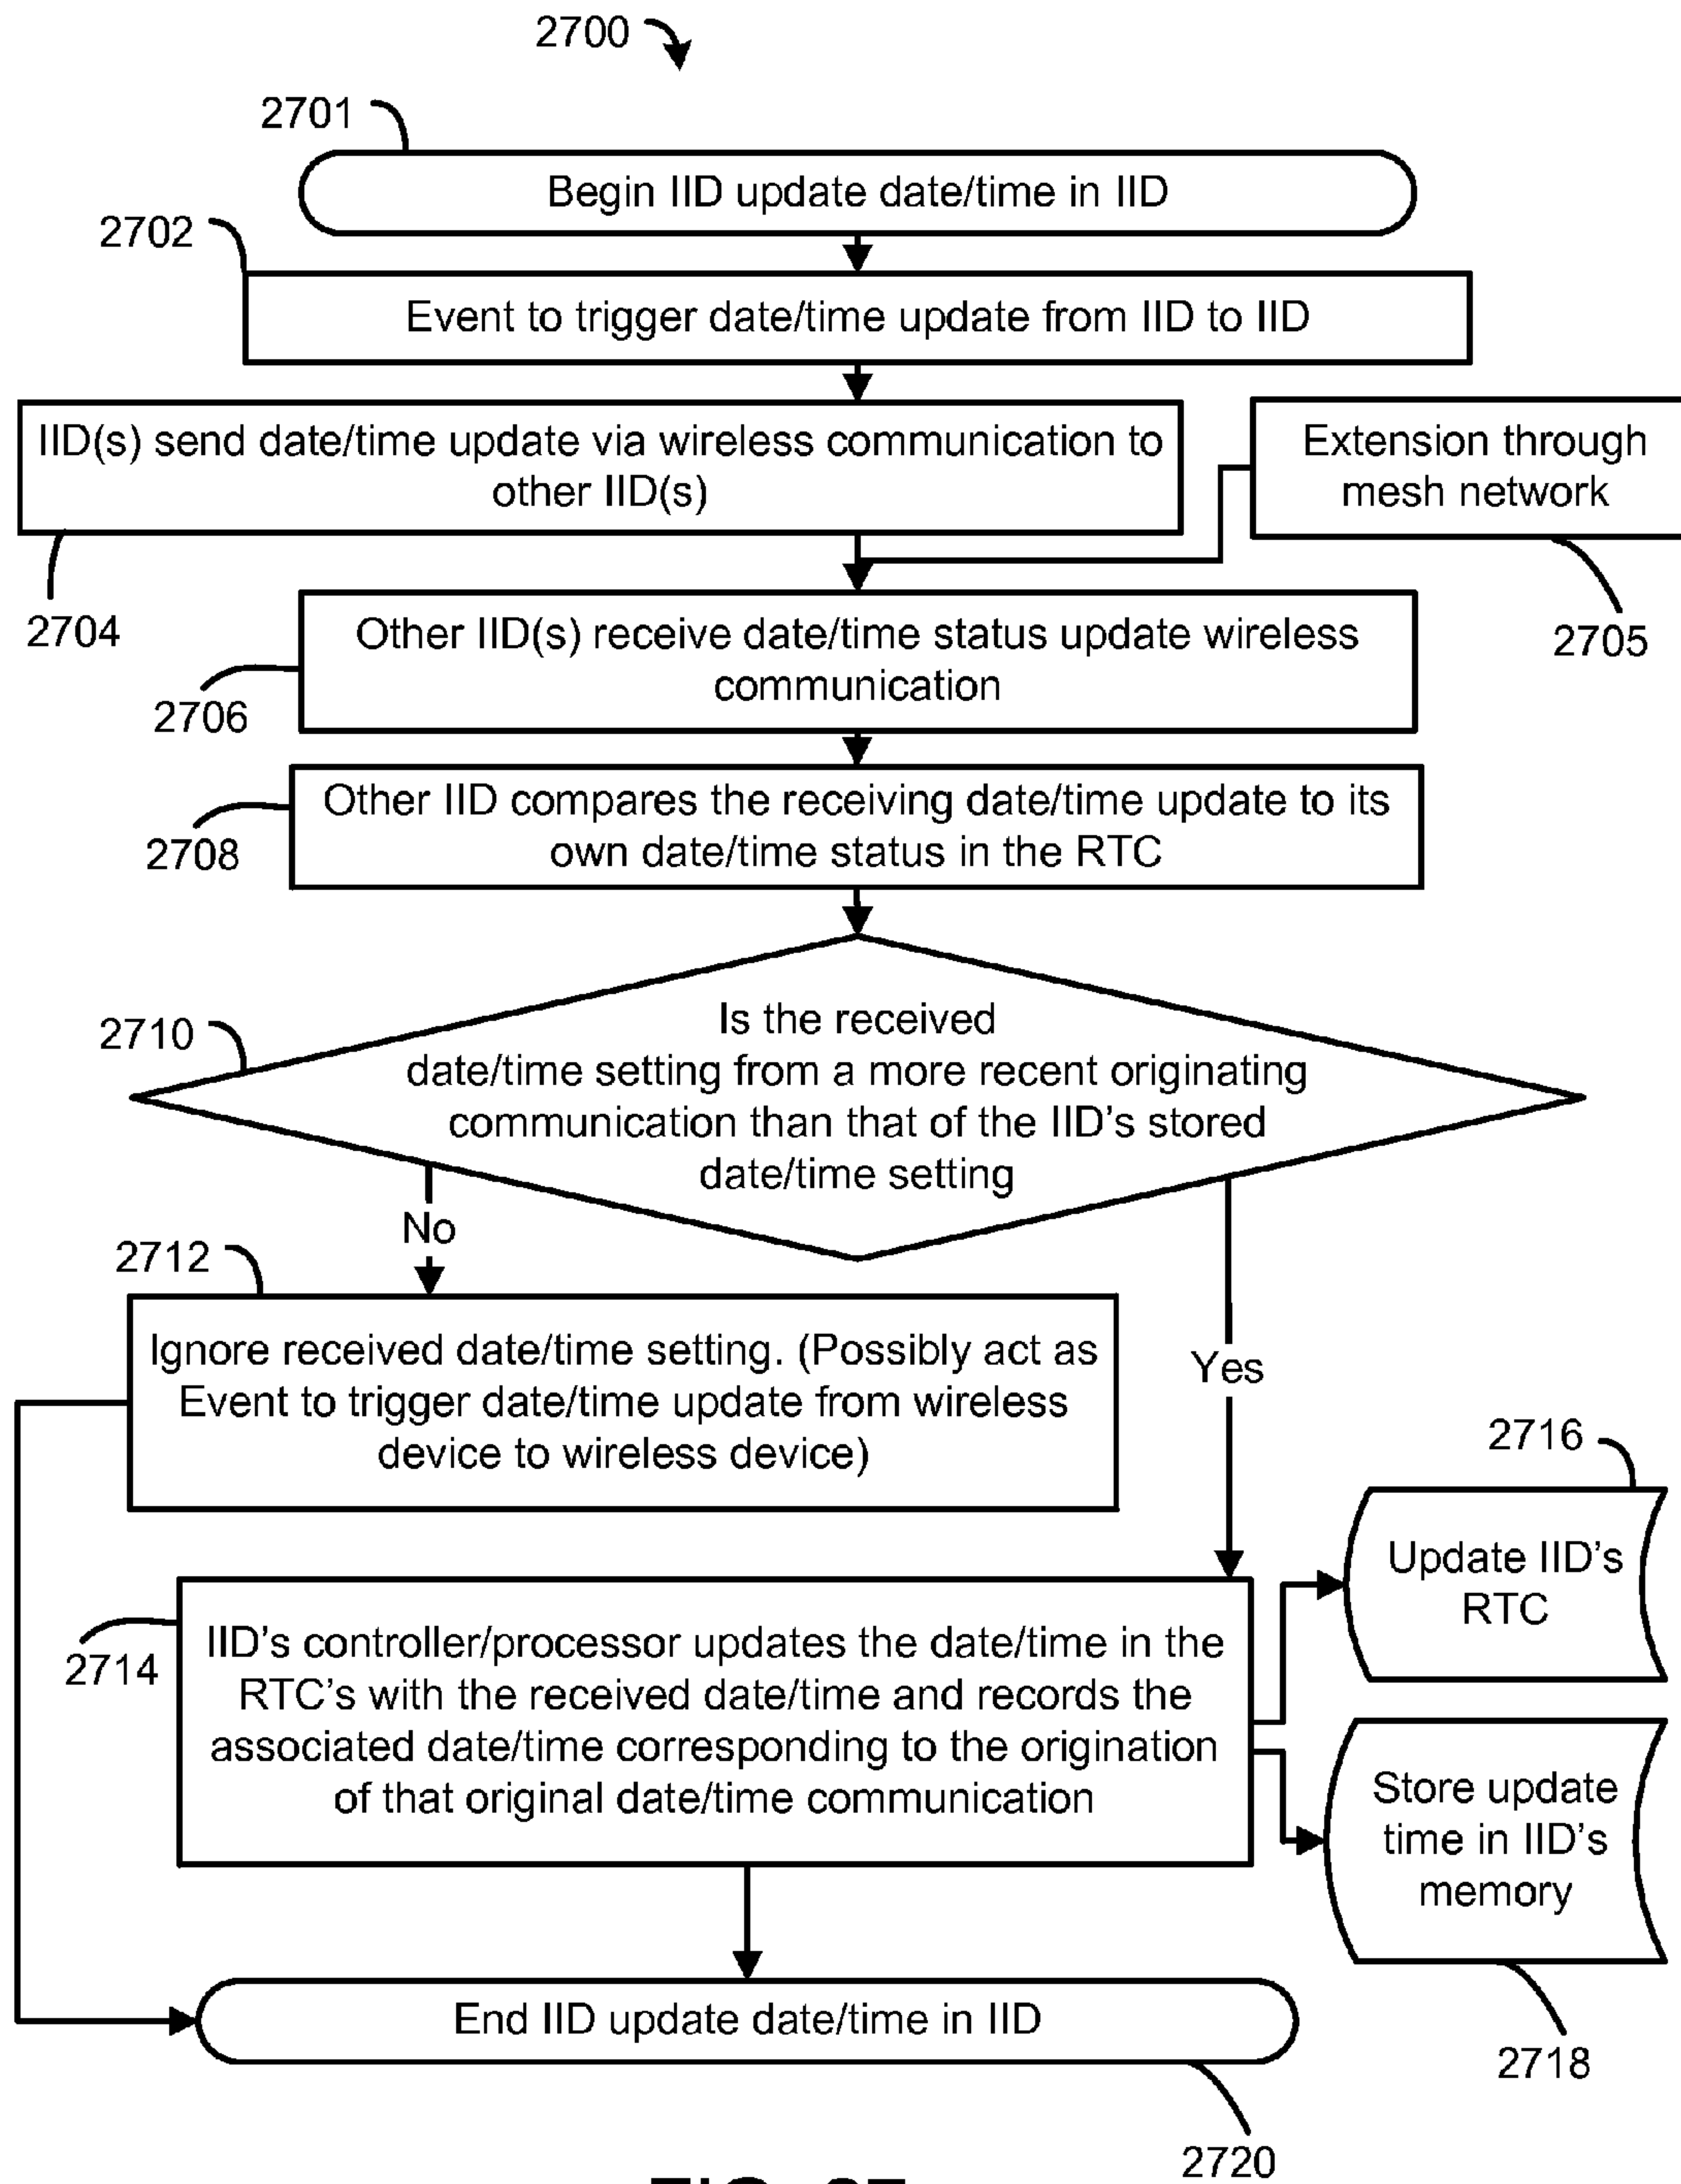 2700
2701
Begin IID update date/time in IID
2702
Event to trigger date/time update from IID to IID
IID(s) send date/time update via wireless communication to
other IID(s)
Extension through
mesh network
2704
2705
Other IID(s) receive date/time status update wireless
communication
2706
Other IID compares the receiving date/time update to its
own date/time status in the RTC
2708
2710
Is the received
date/time setting from a more recent originating
communication than that of the IID's stored
date/time setting
No
Yes
2712
Ignore received date/time setting. (Possibly act as
Event to trigger date/time update from wireless
device to wireless device)
2716
Update IID's
RTC
2714
IID's controller/processor updates the date/time in the
RTC's with the received date/time and records the
associated date/time corresponding to the origination
of that original date/time communication
Store update
time in IID's
memory
2718
End IID update date/time in IID
2720